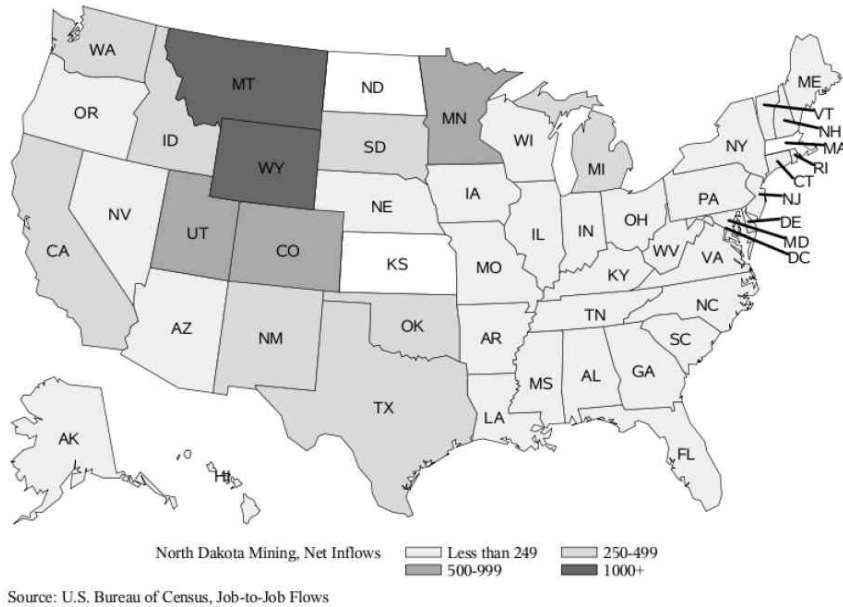 WA
MT
ND
MN
ME
OR
ID
SD
WI
MI
NY
VT
NH
MA
RI
CT
NJ
WY
IA
PA
NE
NV
UT
CO
IL
IN
OH
DE
MD
DC
CA
KS
MO
WV
VA
KY
AZ
NM
OK
AR
TN
NC
SC
MS
AL
GA
TX
LA
AK
FL
HI
North Dakota Mining, Net Inflows
Less than 249
250-499
500-999
1000+
Source: U.S. Bureau of Census, Job-to-Job Flows